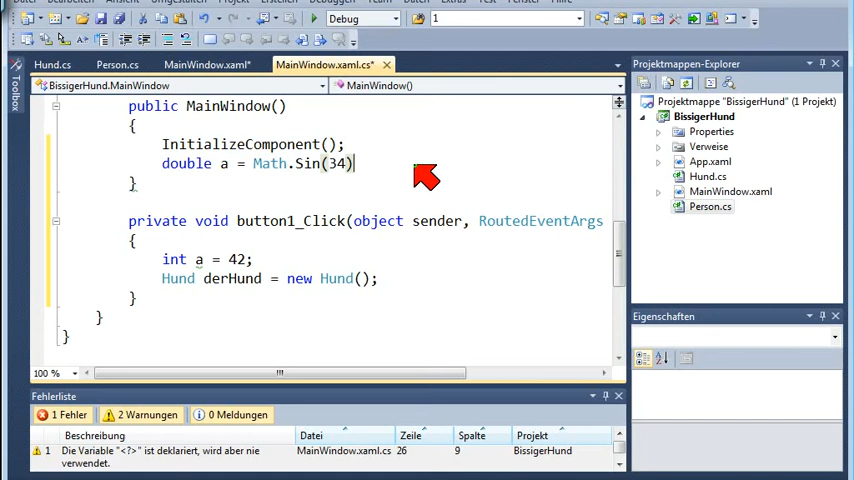 Debug
1
Projektmappen-Explorer
Hund.cs Person.cs MainWindow.xaml* MainWindow.xaml.cs*
BissigerHund.MainWindow MainWindow()
Toolbox
public MainWindow()
{
InitializeComponent();
double a = Math.Sin(34)
}
private void button1_Click(object sender, RoutedEventArgs
{
int a = 42;
Hund derHund = new Hund();
}
}
}
100 %
Projektmappe "BissigerHund" (1 Projekt)
BissigerHund
Properties
Verweise
App.xaml
Hund.cs
MainWindow.xaml
Person.cs
Eigenschaften
Fehlerliste
1 Fehler 2 Warnungen 0 Meldungen
Beschreibung Datei Zeile Spalte Projekt
1 Die Variable "<?>" ist deklariert, wird aber nie MainWindow.xaml.cs 26 9 BissigerHund
verwendet.